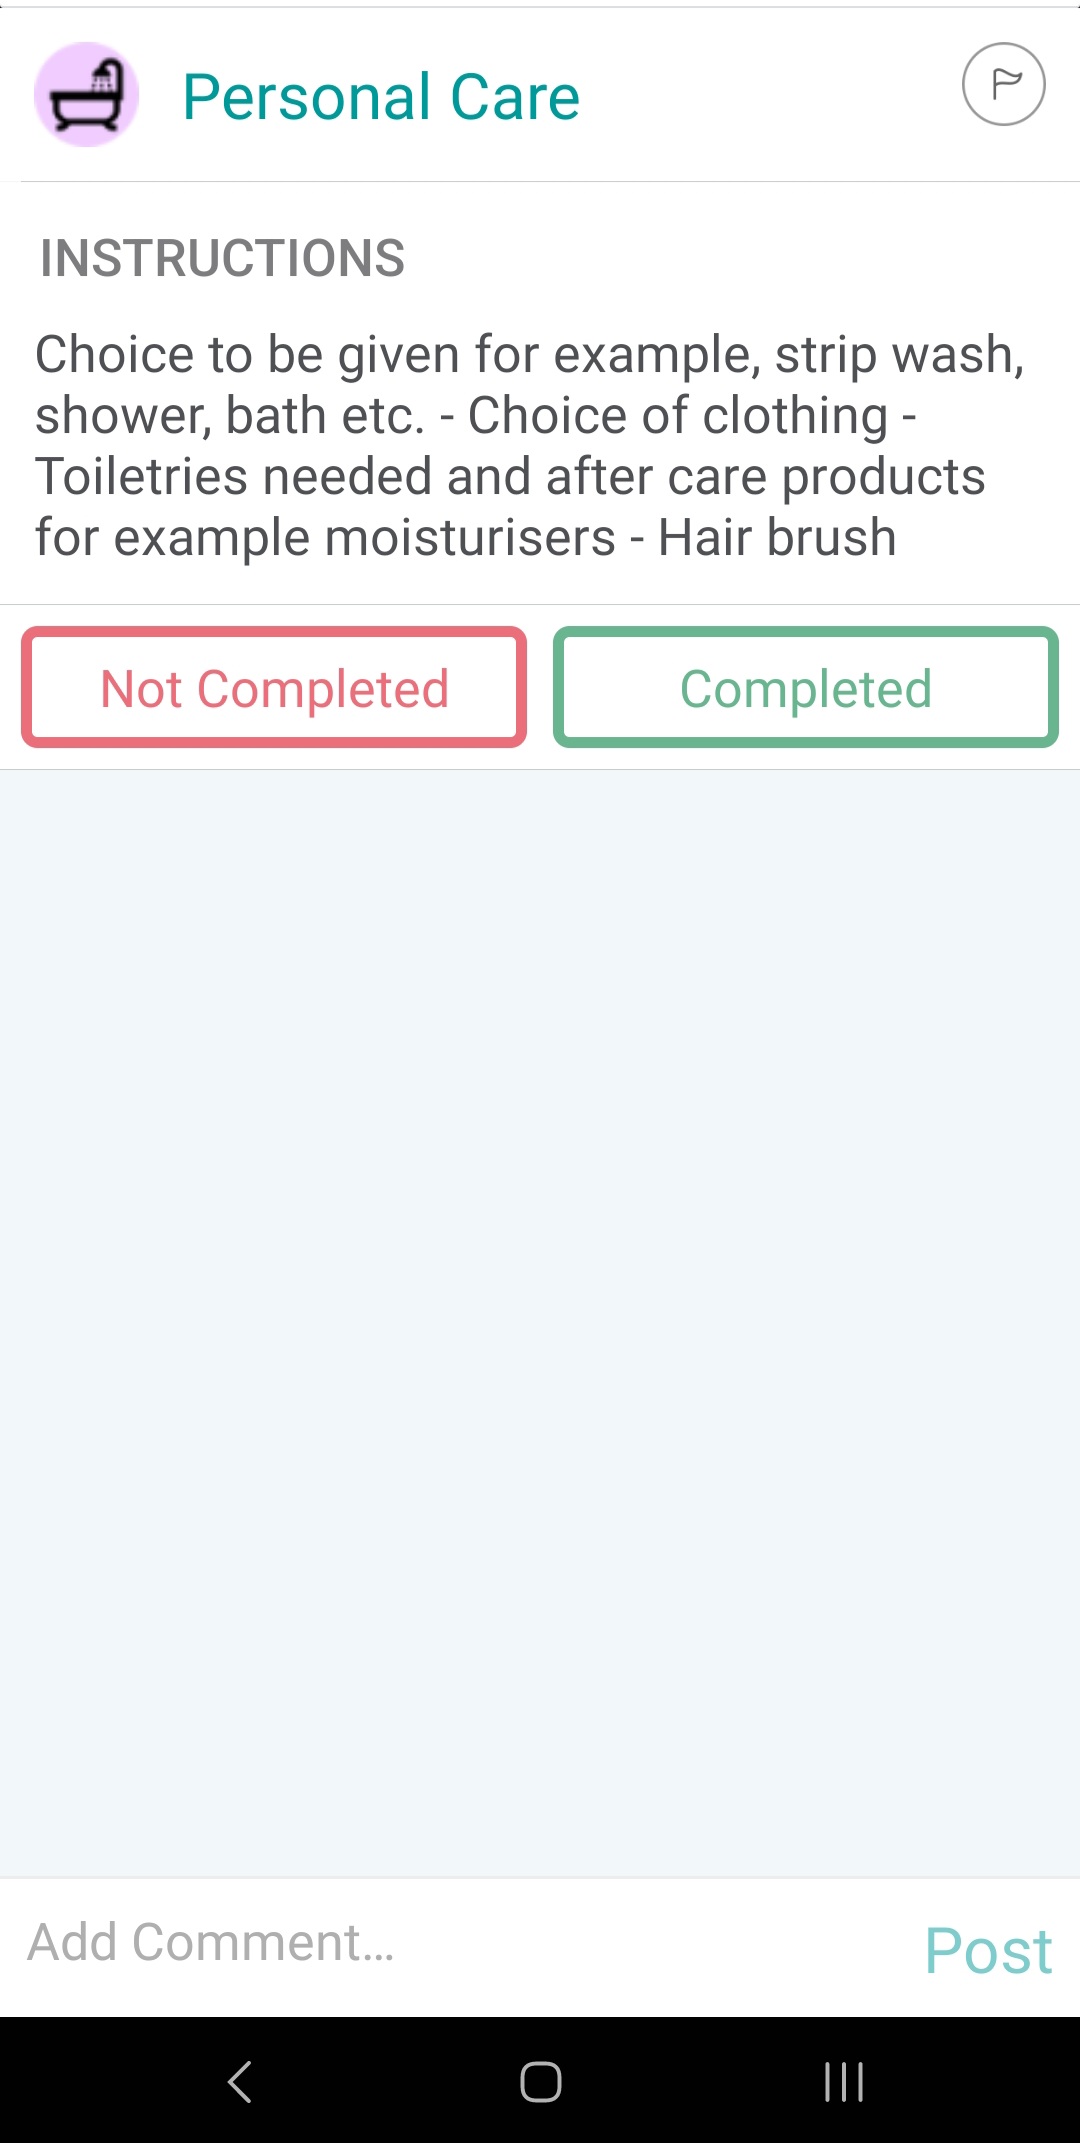 Personal Care
INSTRUCTIONS
Choice to be given for example, strip wash,
shower, bath etc. - Choice of clothing -
Toiletries needed and after care products
for example moisturisers - Hair brush
Not Completed
Completed
Add Comment...
Post